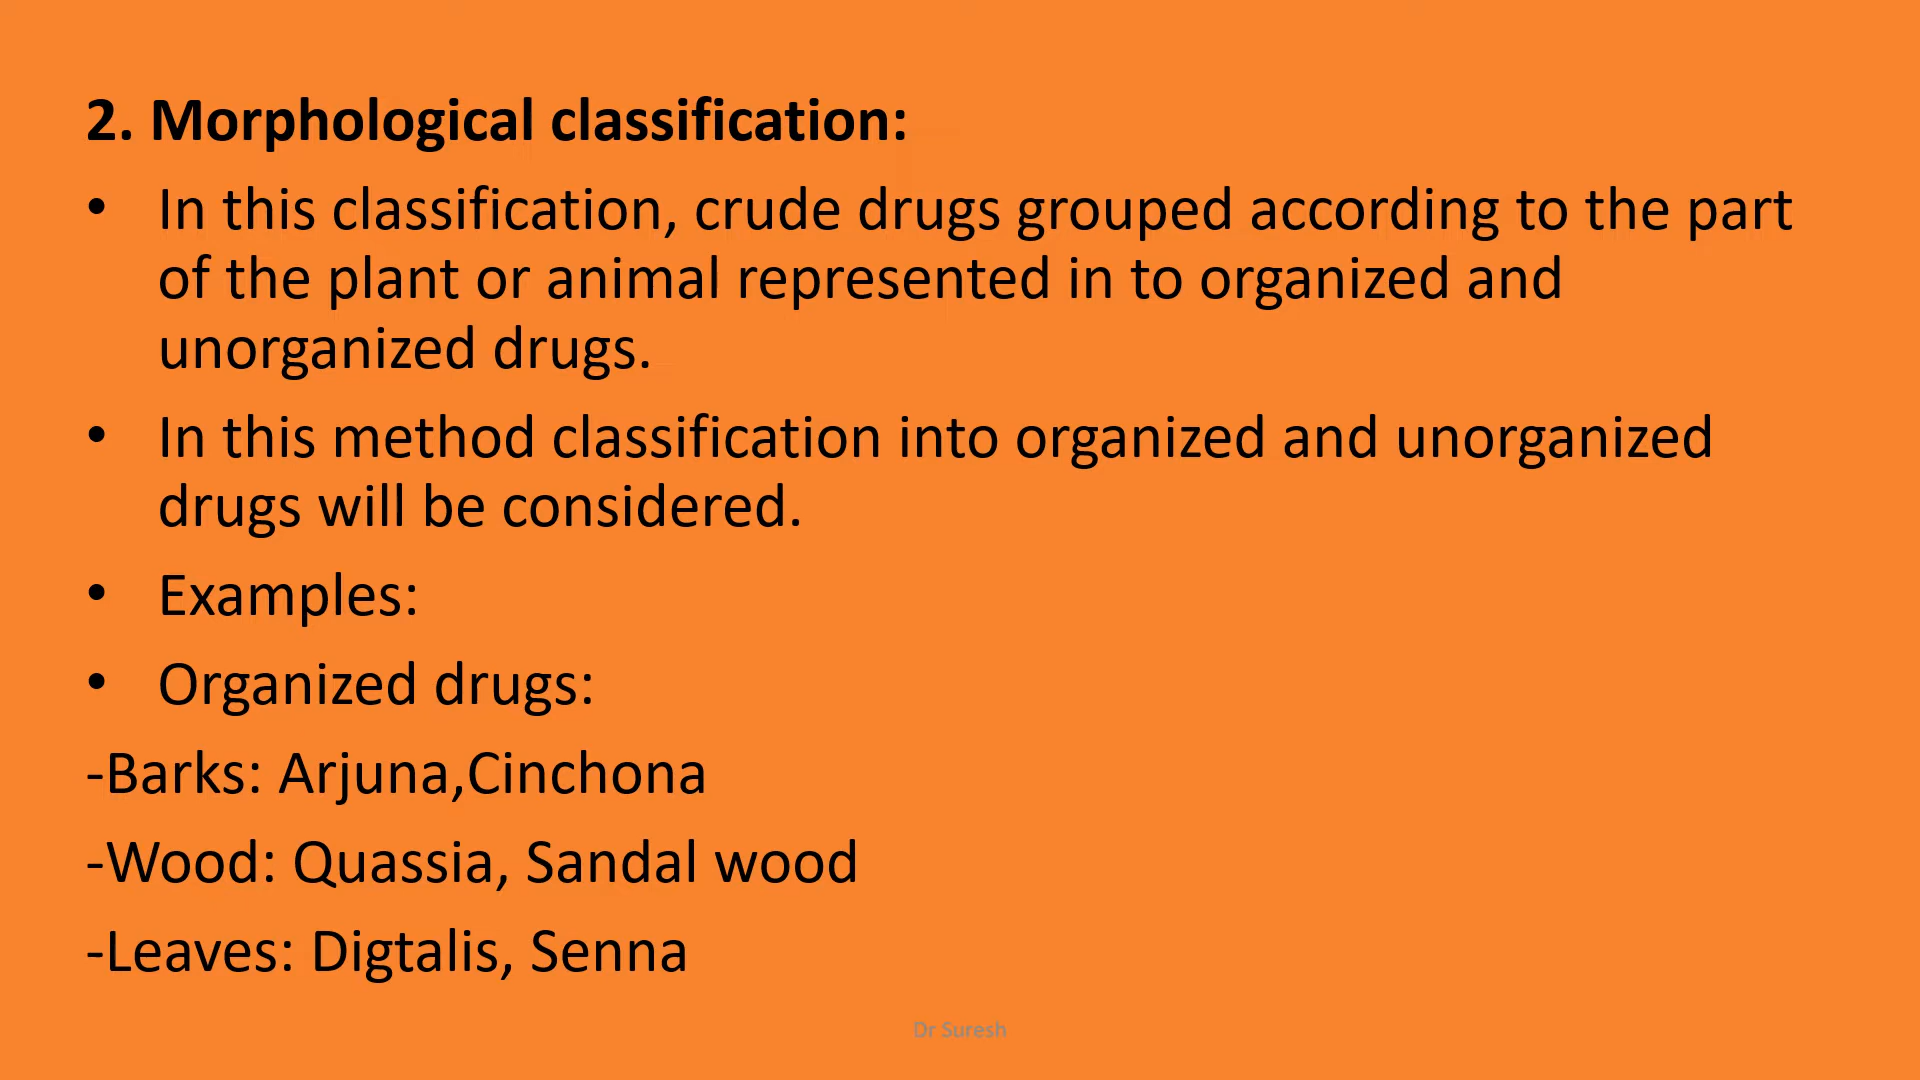 2. Morphological classification:
• In this classification, crude drugs grouped according to the part
of the plant or animal represented in to organized and
unorganized drugs.
• In this method classification into organized and unorganized
drugs will be considered.
• Examples:
• Organized drugs:
-Barks: Arjuna,Cinchona
-Wood: Quassia, Sandal wood
-Leaves: Digtalis, Senna
Dr Suresh